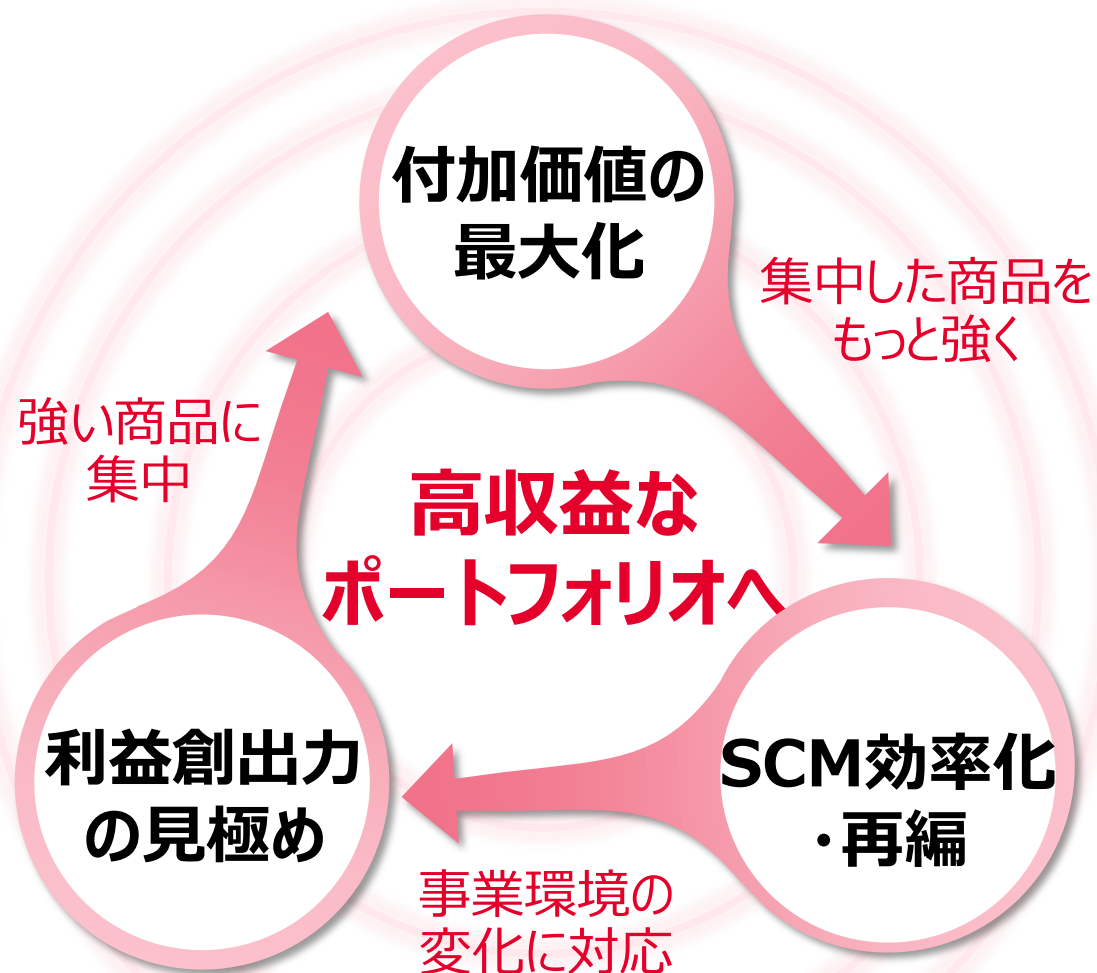 付加価値の
最大化
集中した商品を
もっと強く
強い商品に
集中
高収益な
ポートフォリオへ
利益創出力
の見極め
SCM効率化
・再編
事業環境の
変化に対応